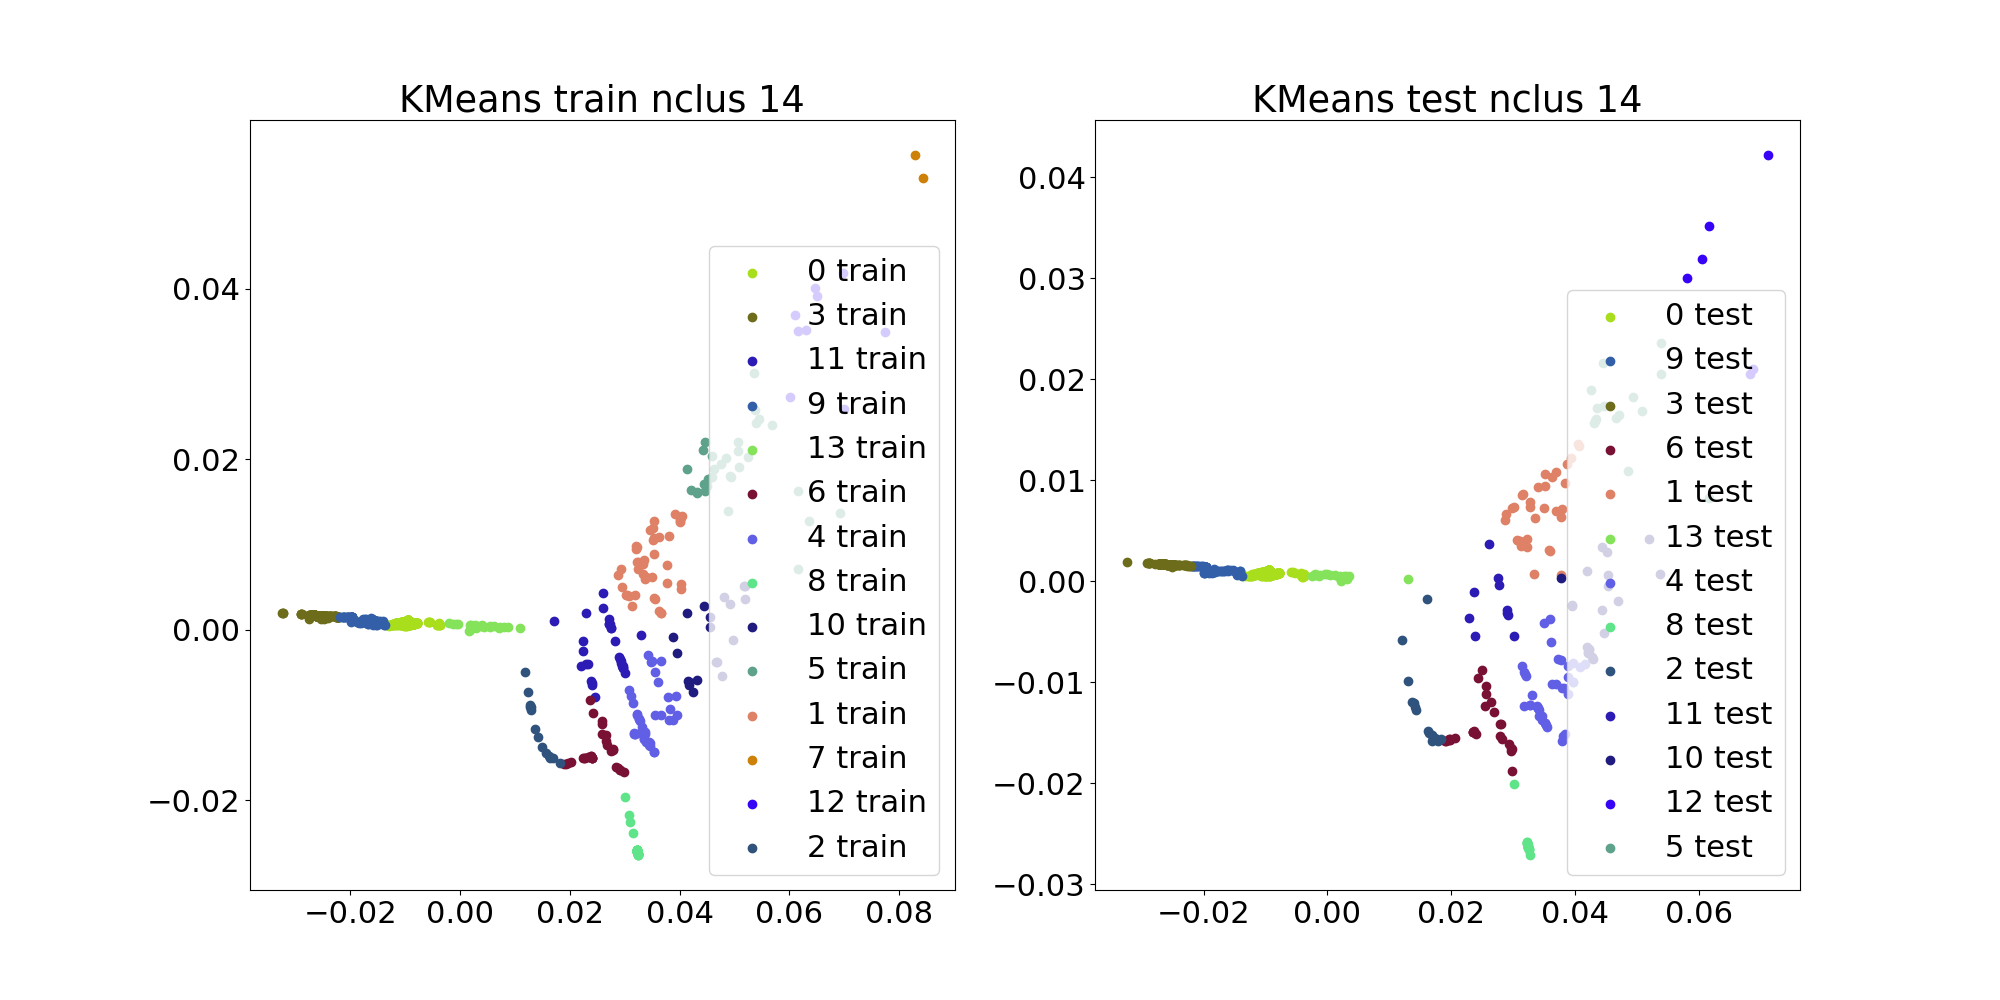 KMeans train nclus 14
0.04
0.02
0.00
−0.02
−0.02 0.00 0.02 0.04 0.06 0.08
0 train
3 train
11 train
9 train
13 train
6 train
4 train
8 train
10 train
5 train
1 train
7 train
12 train
2 train
KMeans test nclus 14
0.04
0.03
0.02
0.01
0.00
−0.01
−0.02
−0.03
−0.02 0.00 0.02 0.04 0.06
0 test
9 test
3 test
6 test
1 test
13 test
4 test
8 test
2 test
11 test
10 test
12 test
5 test